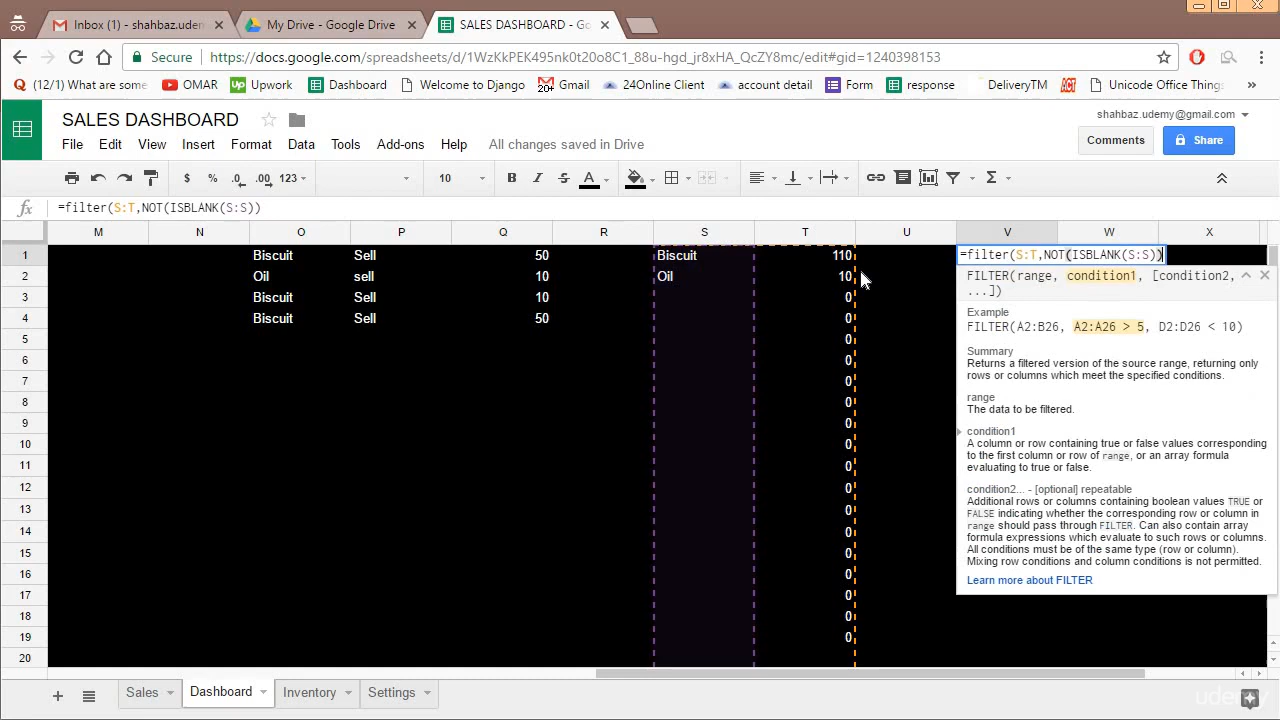 Inbox (1) - shahbaz.uden
My Drive - Google Drive
SALES DASHBOARD - Go
Secure
https://docs.google.com/spreadsheets/d/1WzKkPEK495nk0t20o8C1_88u-hgd_jr8xHA_QcZY8mc/edit#gid=1240398153
(12/1) What are some
OMAR
Upwork
Dashboard
Welcome to Django
Gmail
24Online Client
account detail
Form
response
DeliveryTM
Unicode Office Things
»
SALES DASHBOARD
shahbaz.udemy@gmail.com
File Edit View Insert Format Data Tools Add-ons Help All changes saved in Drive
Comments
Share
$ % .0 .00 123 10 B I S A Σ
fx =filter(S:T,NOT(ISBLANK(S:S))
M N O P Q R S T U V W X
1 Biscuit Sell 50 Biscuit 110 =filter(S:T,NOT(ISBLANK(S:S))
2 Oil sell 10 Oil 10
3 Biscuit Sell 10 0
4 Biscuit Sell 50 0
5 0
6 0
7 0
8 0
9 0
10 0
11 0
12 0
13 0
14 0
15 0
16 0
17 0
18 0
19 0
20
FILTER(range, condition1, [condition2,
...])
Example
FILTER(A2:B26, A2:A26 > 5, D2:D26 < 10)
Summary
Returns a filtered version of the source range, returning only
rows or columns which meet the specified conditions.
range
The data to be filtered.
condition1
A column or row containing true or false values corresponding
to the first column or row of range, or an array formula
evaluating to true or false.
condition2... - [optional] repeatable
Additional rows or columns containing boolean values TRUE or
FALSE indicating whether the corresponding row or column in
range should pass through FILTER. Can also contain array
formula expressions which evaluate to such rows or columns.
All conditions must be of the same type (row or column).
Mixing row conditions and column conditions is not permitted.
Learn more about FILTER
Sales Dashboard Inventory Settings
udemy